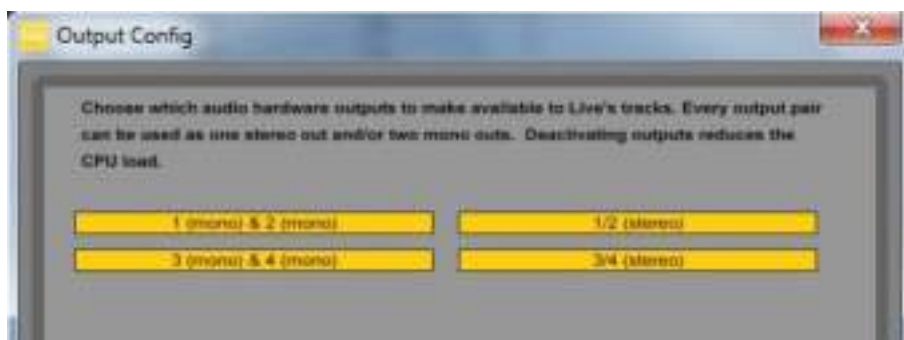 Output Config
Choose which audio hardware outputs to make available to Live's tracks. Every output pair
can be used as one stereo out and/or two mono outs. Deactivating outputs reduces the
CPU load.
1 (mono) & 2 (mono) 1/2 (stereo)
3 (mono) & 4 (mono) 3/4 (stereo)